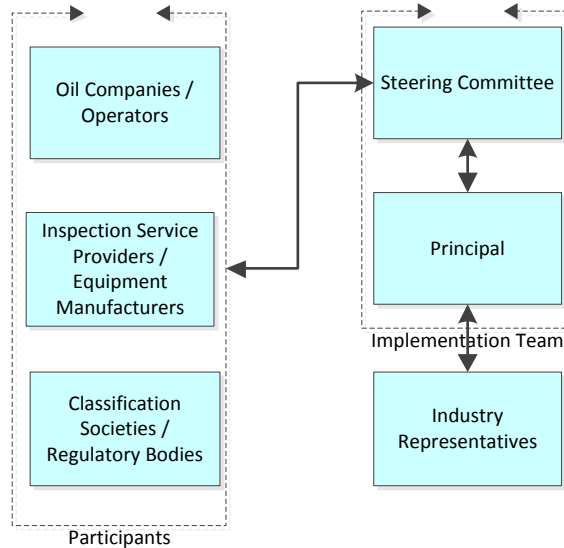 Oil Companies /
Operators
Inspection Service
Providers /
Equipment
Manufacturers
Classification
Societies /
Regulatory Bodies
Participants
Steering Committee
Principal
Implementation Team
Industry
Representatives